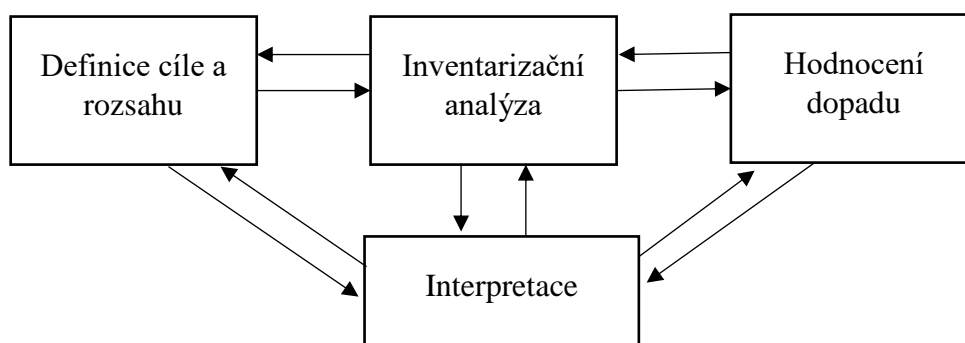 Definice cíle a
rozsahu
Inventarizační
analýza
Hodnocení
dopadu
Interpretace